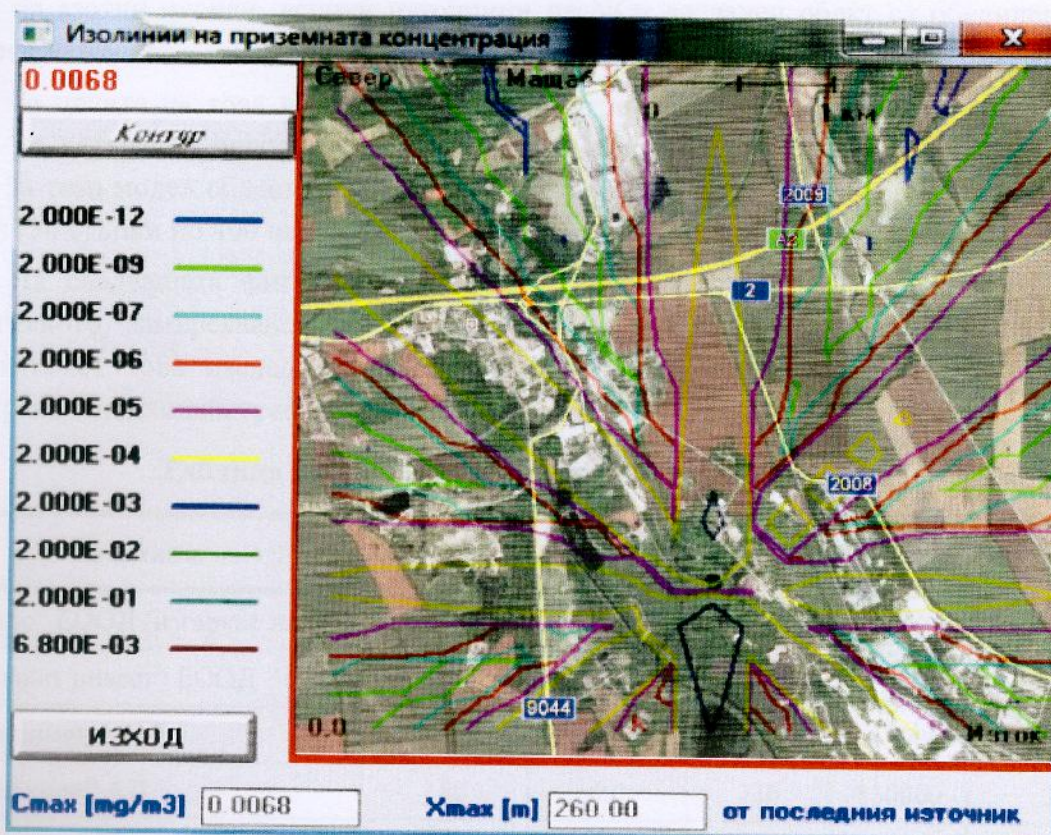 Изолинии на приземната концентрация
0.0068
Контур
2.000E-12
2.000E-09
2.000E-07
2.000E-06
2.000E-05
2.000E-04
2.000E-03
2.000E-02
2.000E-01
6.800E-03
ИЗХОД
Север Мащаб
0 1 км
2009
A2
2
2008
9044
0,0 Изток
Cmax [mg/m3] 0.0068 Xmax [m] 260.00 от последния източник